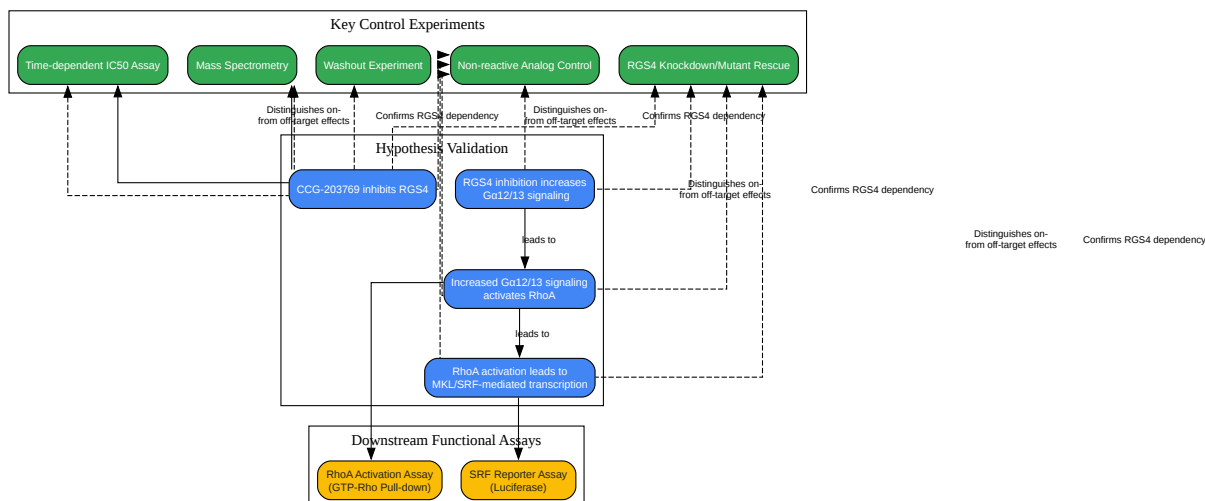 Key Control Experiments
Time-dependent IC50 Assay
Mass Spectrometry
Washout Experiment
Non-reactive Analog Control
RGS4 Knockdown/Mutant Rescue
Distinguishes on-
from off-target effects
Confirms RGS4 dependency
Distinguishes on-
from off-target effects
Confirms RGS4 dependency
Hypothesis Validation
CCG-203769 inhibits RGS4
RGS4 inhibition increases
Gα12/13 signaling
Distinguishes on-
from off-target effects
Confirms RGS4 dependency
leads to
Distinguishes on-
from off-target effects
Confirms RGS4 dependency
Increased Gα12/13 signaling
activates RhoA
leads to
RhoA activation leads to
MKL/SRF-mediated transcription
Downstream Functional Assays
RhoA Activation Assay
(GTP-Rho Pull-down)
SRF Reporter Assay
(Luciferase)